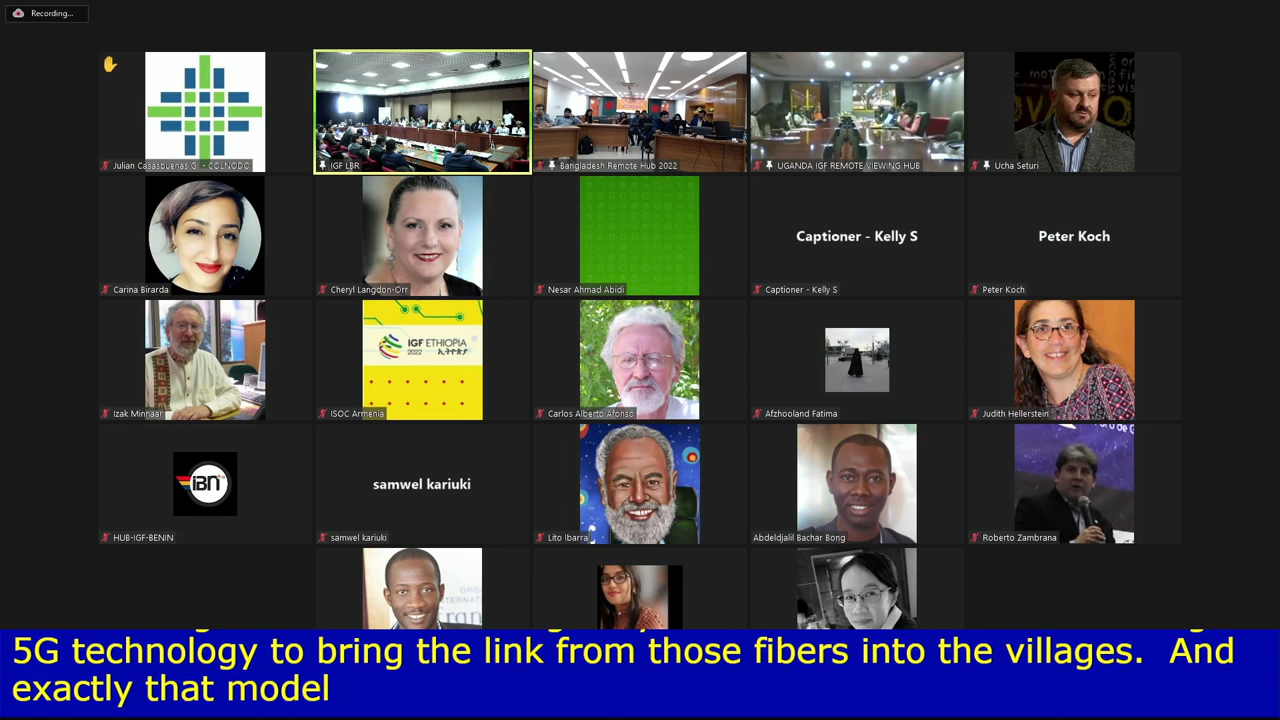 Recording...
Julian Casasbuenas G. - COLNODO
IGF LBR
Bangladesh Remote Hub 2022
UGANDA IGF REMOTE VIEWING HUB
Ucha Seturi
Carina Birarda
Cheryl Langdon-Orr
Nesar Ahmad Abidi
Captioner - Kelly S
Captioner - Kelly S
Peter Koch
Peter Koch
IGF ETHIOPIA
2022 ኢትዮጵያ
Izak Minnaar
ISOC Armenia
Carlos Alberto Afonso
Afzhooland Fatima
Judith Hellerstein
iBN
HUB-IGF-BENIN
samwel kariuki
samwel kariuki
Lito Ibarra
Abdeldjalil Bachar Bong
Roberto Zambrana
5G technology to bring the link from those fibers into the villages.  And
exactly that model